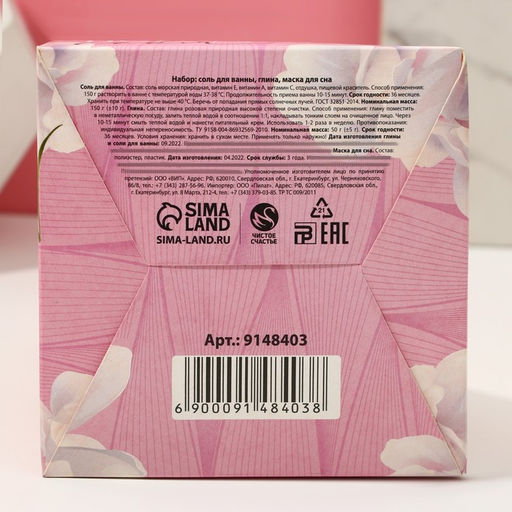 Набор: соль для ванны, глина, маска для сна
Соль для ванны. Состав: соль морская природная, витамин Е, витамин А, витамин С, отдушка, пищевой краситель. Способ применения:
150 г растворить в ванне с температурой воды 37-38 °С. Продолжительность приема ванны 10-15 минут. Срок годности: 36 месяцев.
Хранить при температуре не выше 40 °С. Беречь от попадания прямых солнечных лучей. ГОСТ 32851 2014. Номинальная масса:
150 г (±10 г). Глина. Состав: глина розовая природная высокой степени очистки. Способ применения: глину поместить
в неметаллическую посуду, залить теплой водой в соотношении 1:1, накладывать тонким слоем на очищенное лицо. Через
10-15 минут смыть теплой водой и нанести питательный крем. Использовать 1-2 раза в неделю. Противопоказания:
индивидуальная непереносимость. ТУ 9158-004-86932569-2010. Номинальная масса: 50 г (±5 г). Срок годности:
36 месяцев. Условия хранения: хранить в сухом месте. Применять по назначению. Дата изготовления глины
и соли для ванны: 09.2022. Маска для сна. Состав:
полиэстер, пластик. Дата изготовления: 04.2022. Срок службы: 3 года.
Уполномоченное изготовителем лицо по принятию
претензий: ООО «ВИП». Адрес: РФ, 620010, Свердловская обл., г. Екатеринбург, ул. Черняховского,
86/8, тел. +7 (343) 287-56-96. Импортер: ООО «Пилат». Адрес: РФ, 620085, Свердловская обл.,
г. Екатеринбург, ул. 8 Марта, 212-4, тел. +7 (343) 379-03-85. ТР ТС 009/2011
SIMA
LAND
SIMA-LAND.RU
ЧИСТОЕ
СЧАСТЬЕ
21
РСТ EAC
Арт.: 9148403
6 900091 484038